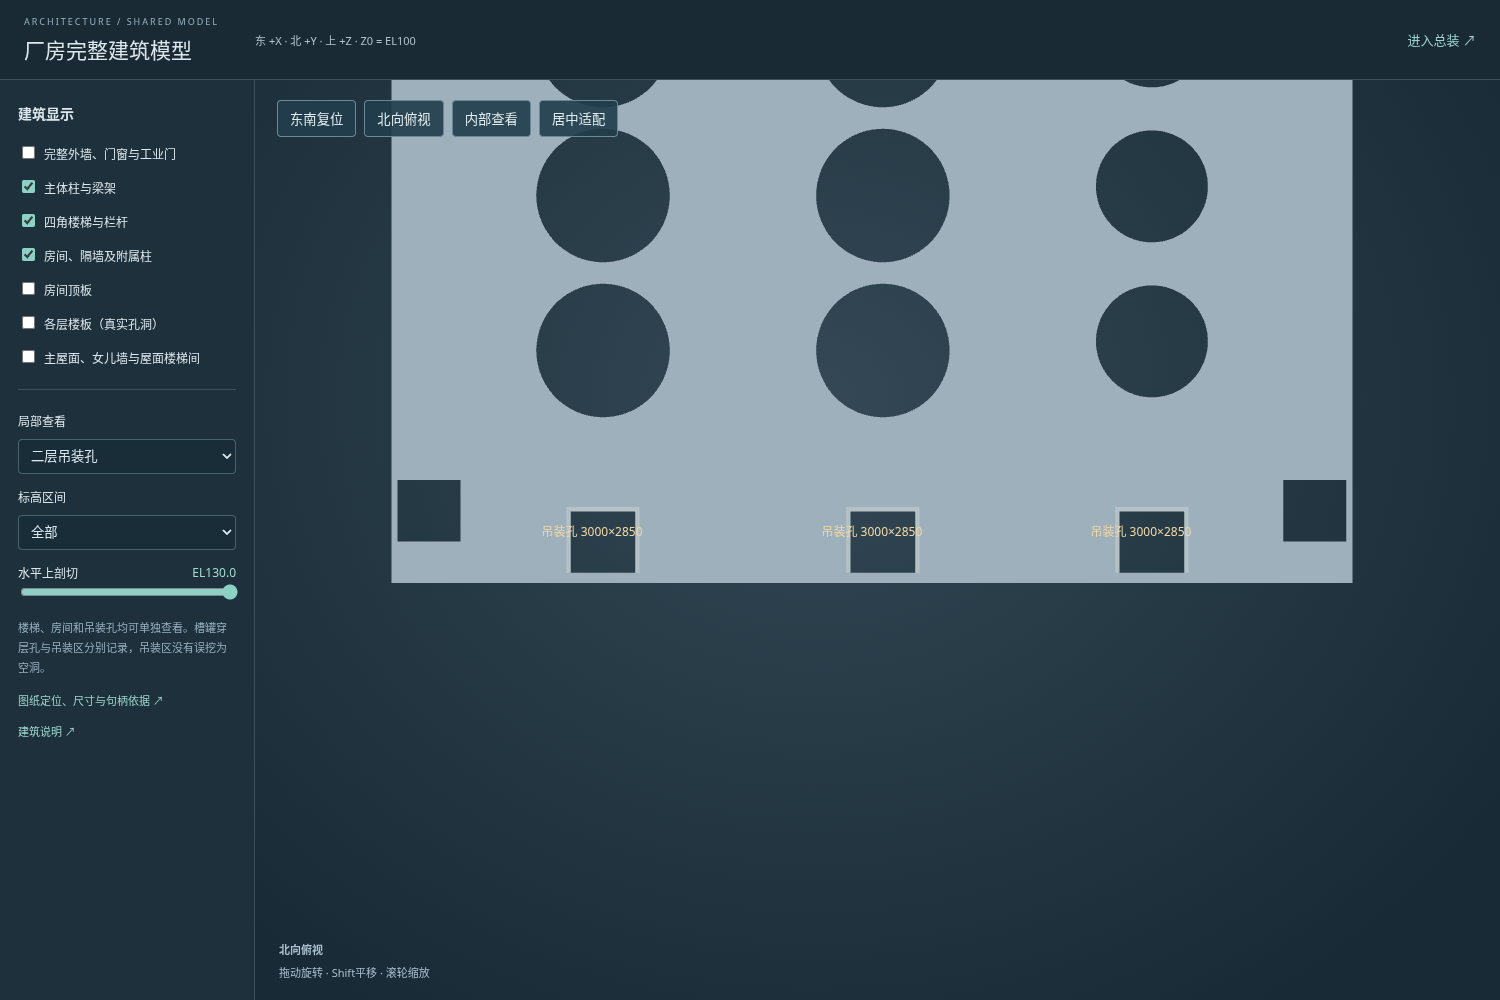 ARCHITECTURE / SHARED MODEL
厂房完整建筑模型
东 +X · 北 +Y · 上 +Z · Z0 = EL100
进入总装 ↗
建筑显示
完整外墙、门窗与工业门
主体柱与梁架
四角楼梯与栏杆
房间、隔墙及附属柱
房间顶板
各层楼板（真实孔洞）
主屋面、女儿墙与屋面楼梯间
局部查看
二层吊装孔
标高区间
全部
水平上剖切 EL130.0
楼梯、房间和吊装孔均可单独查看。槽罐穿
层孔与吊装区分别记录，吊装区没有误挖为
空洞。
图纸定位、尺寸与句柄依据 ↗
建筑说明 ↗
东南复位 北向俯视 内部查看 居中适配
吊装孔 3000×2850 吊装孔 3000×2850 吊装孔 3000×2850
北向俯视
拖动旋转 · Shift平移 · 滚轮缩放